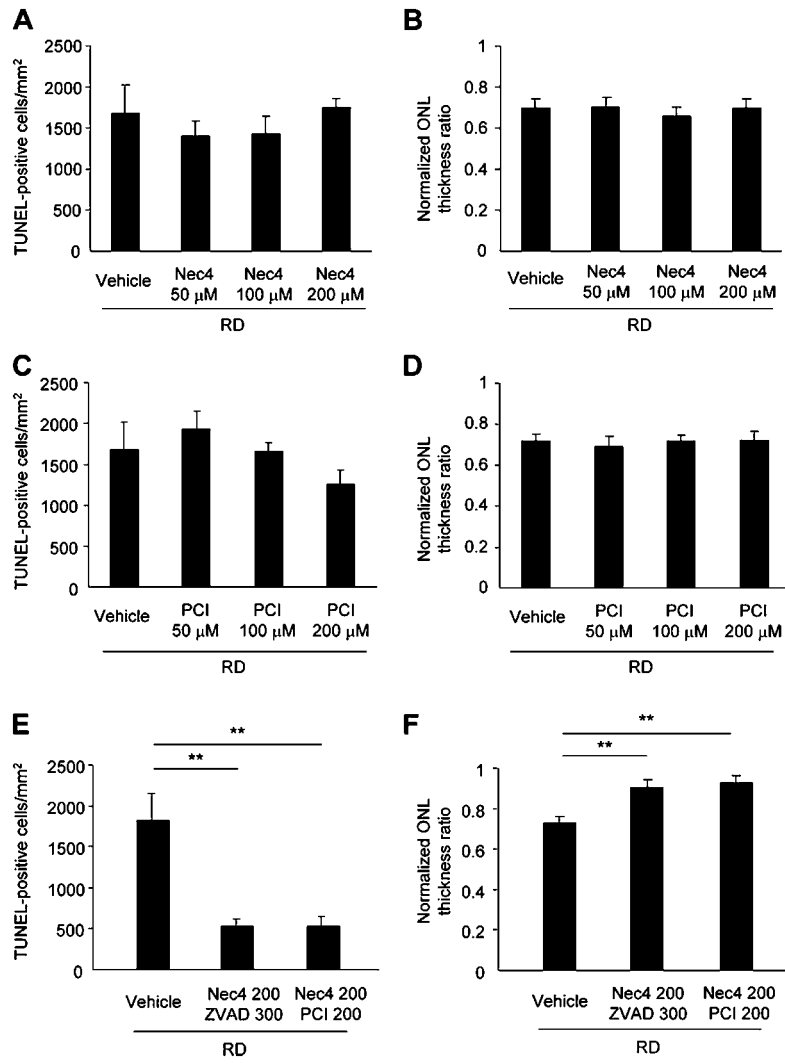 A
TUNEL-positive cells/mm²
2500
2000
1500
1000
500
0
Vehicle
Nec4
50 µM
Nec4
100 µM
Nec4
200 µM
RD
B
Normalized ONL
thickness ratio
1
0.8
0.6
0.4
0.2
0
Vehicle
Nec4
50 µM
Nec4
100 µM
Nec4
200 µM
RD
C
TUNEL-positive cells/mm²
2500
2000
1500
1000
500
0
Vehicle
PCI
50 µM
PCI
100 µM
PCI
200 µM
RD
D
Normalized ONL
thickness ratio
1
0.8
0.6
0.4
0.2
0
Vehicle
PCI
50 µM
PCI
100 µM
PCI
200 µM
RD
E
**
**
TUNEL-positive cells/mm²
2500
2000
1500
1000
500
0
Vehicle
Nec4 200
ZVAD 300
Nec4 200
PCI 200
RD
F
**
**
Normalized ONL
thickness ratio
1
0.8
0.6
0.4
0.2
0
Vehicle
Nec4 200
ZVAD 300
Nec4 200
PCI 200
RD